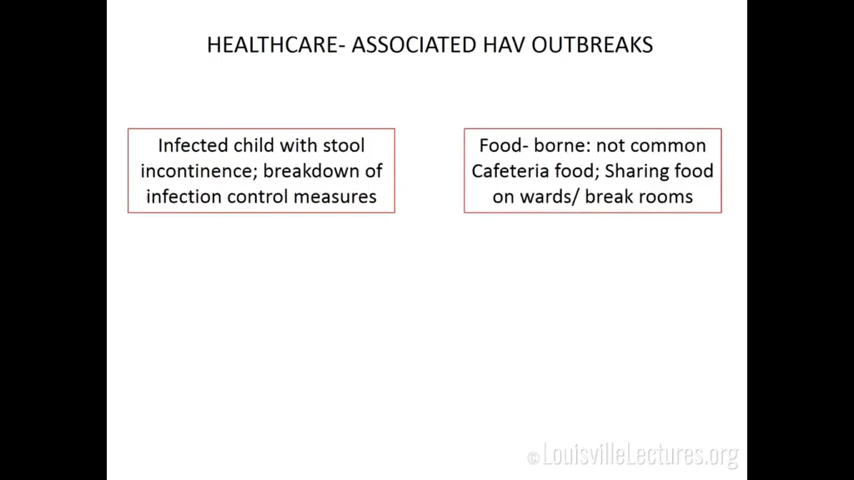 HEALTHCARE- ASSOCIATED HAV OUTBREAKS
Infected child with stool
incontinence; breakdown of
infection control measures
Food- borne: not common
Cafeteria food; Sharing food
on wards/ break rooms
©LouisvilleLectures.org